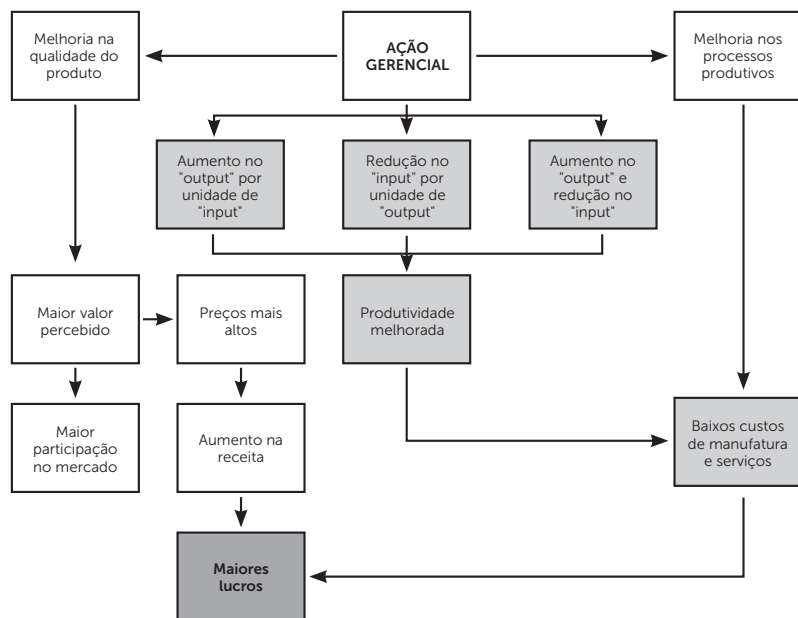 Melhoria na
qualidade do
produto
AÇÃO
GERENCIAL
Melhoria nos
processos
produtivos
Aumento no
"output" por
unidade de
"input"
Redução no
"input" por
unidade de
"output"
Aumento no
"output" e
redução no
"input"
Maior valor
percebido
Preços mais
altos
Produtividade
melhorada
Maior
participação
no mercado
Aumento na
receita
Baixos custos
de manufatura
e serviços
Maiores
lucros